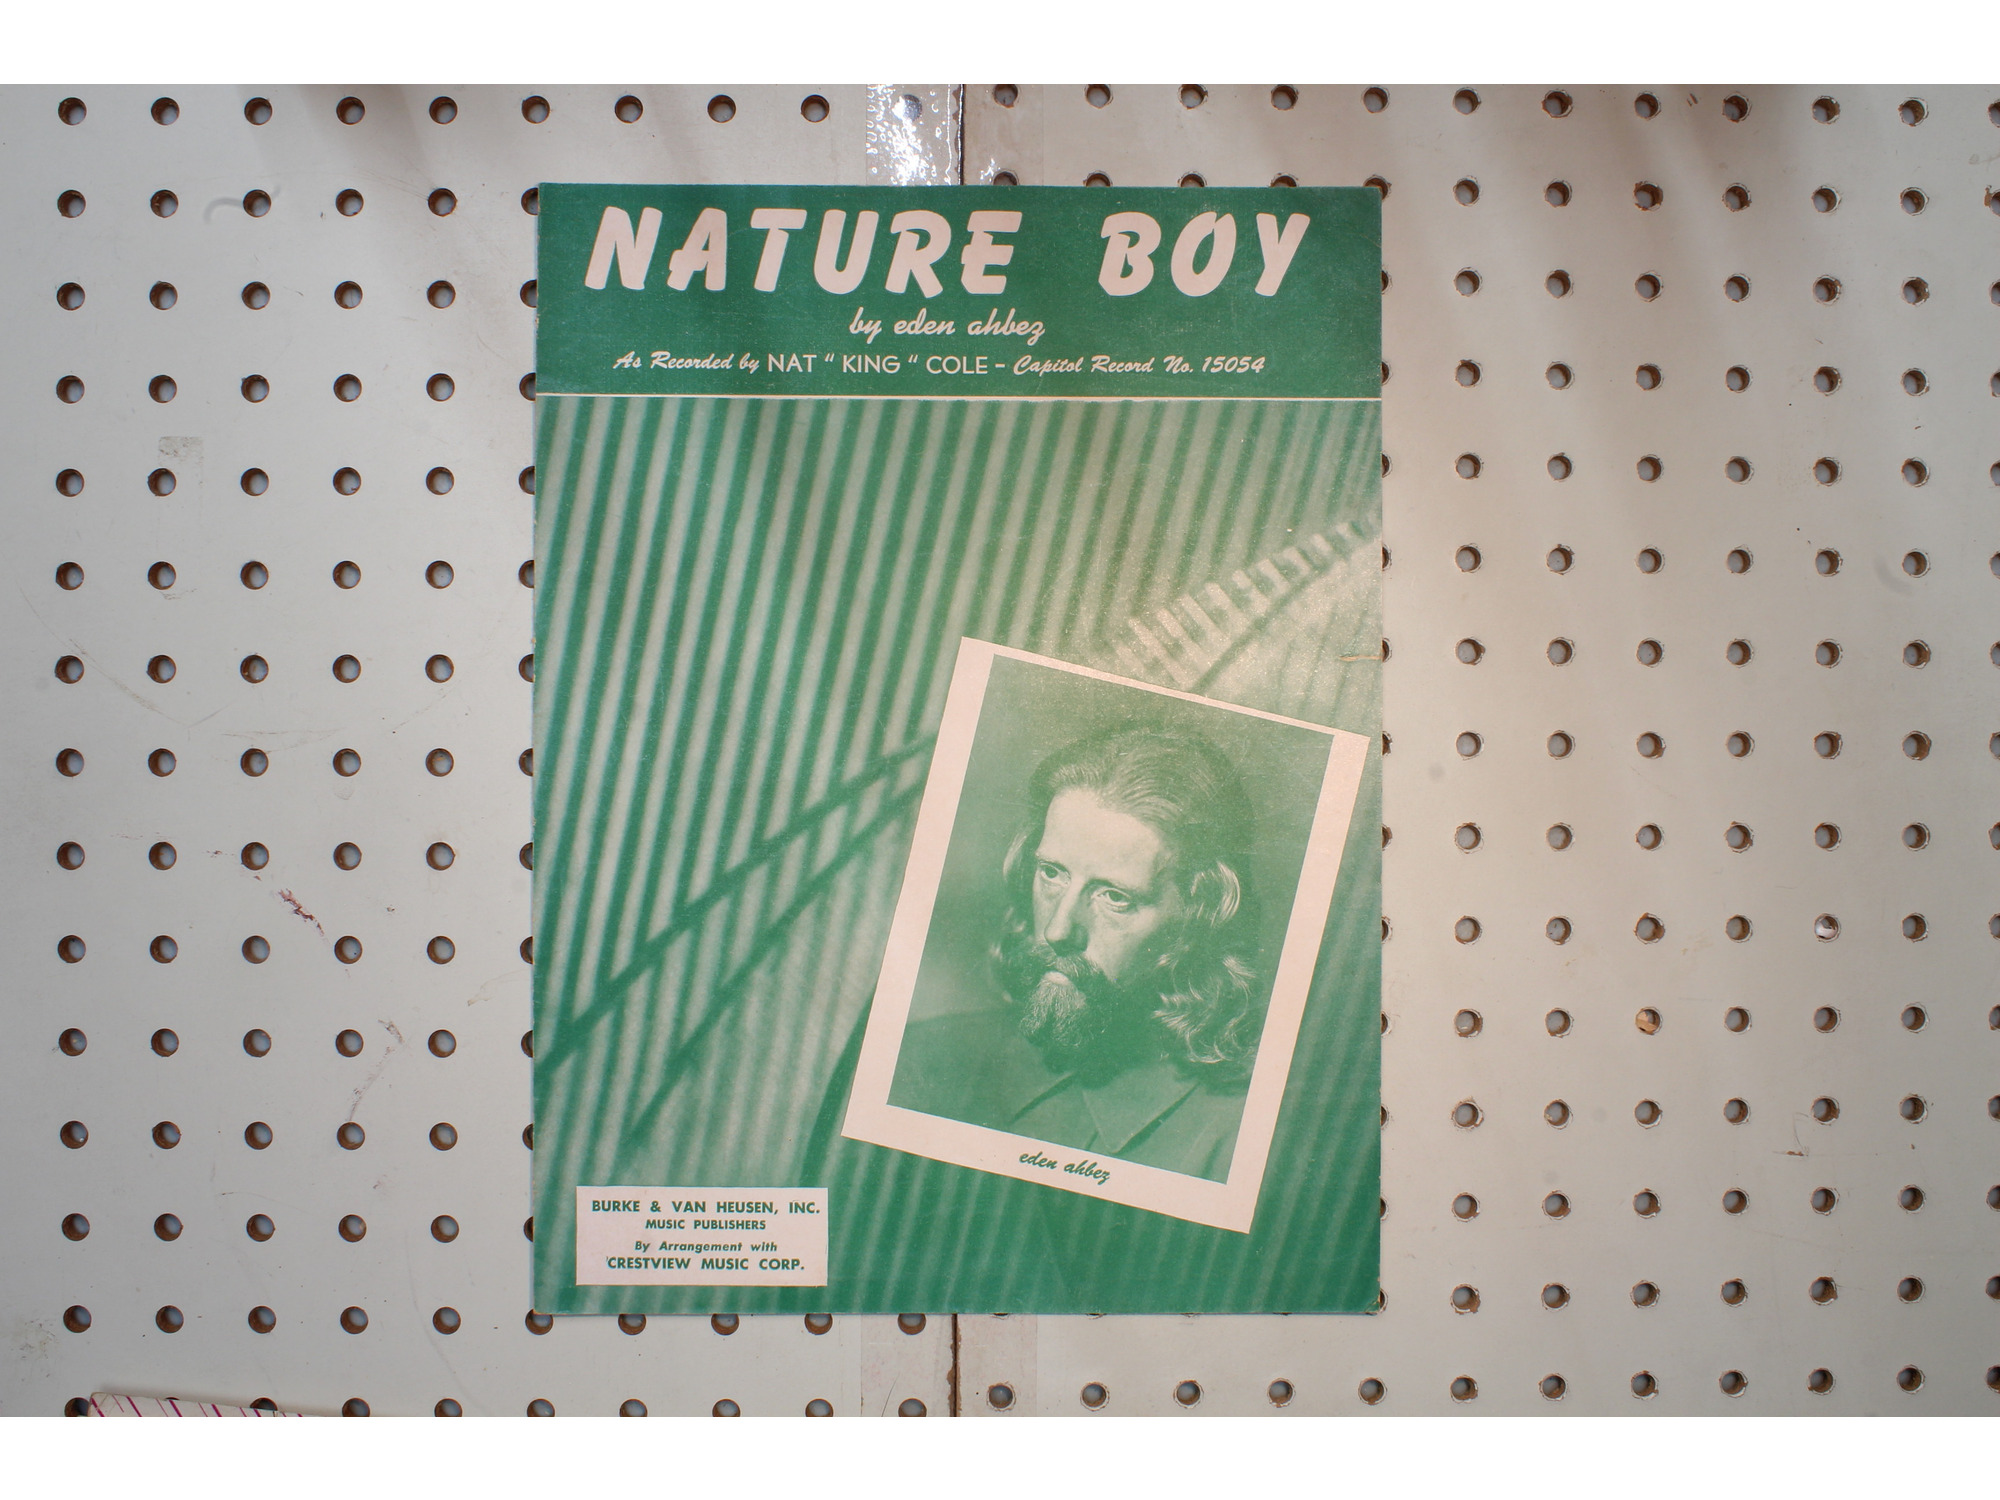 NATURE BOY
by eden ahbez
As Recorded by NAT "KING" COLE - Capitol Record No. 15054
eden ahbez
BURKE & VAN HEUSEN, INC.
MUSIC PUBLISHERS
By Arrangement with
CRESTVIEW MUSIC CORP.